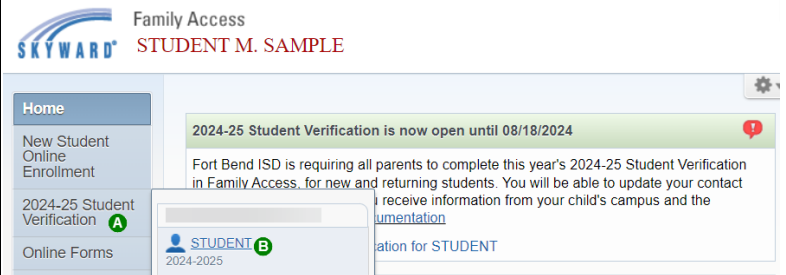 Family Access
SKYWARD®
STUDENT M. SAMPLE
Home
New Student
Online
Enrollment
2024-25 Student
Verification A
Online Forms
2024-25 Student Verification is now open until 08/18/2024
Fort Bend ISD is requiring all parents to complete this year's 2024-25 Student Verification
in Family Access, for new and returning students. You will be able to update your contact
receive information from your child's campus and the
umentation
ation for STUDENT
STUDENT B
2024-2025